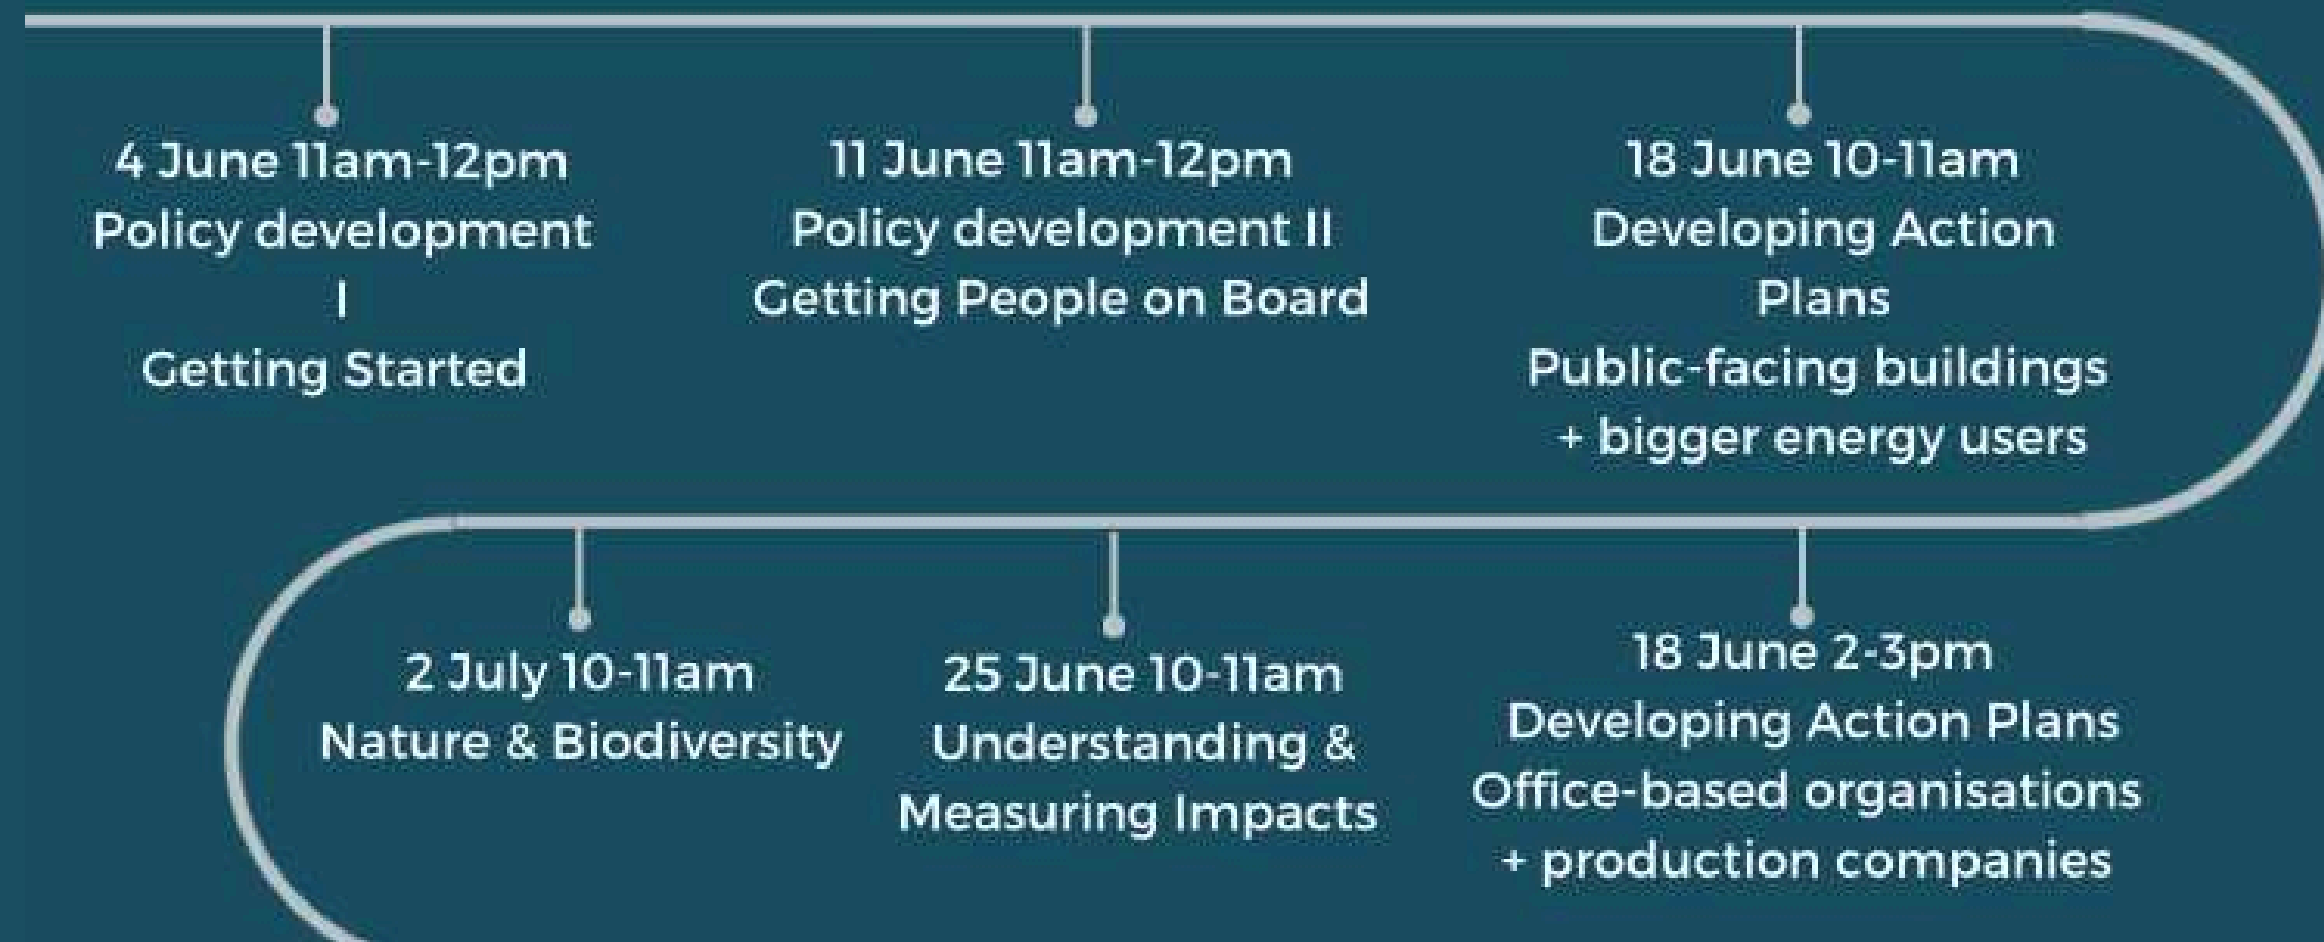 4 June 11am-12pm
Policy development
I
Getting Started
11 June 11am-12pm
Policy development II
Getting People on Board
18 June 10-11am
Developing Action
Plans
Public-facing buildings
+ bigger energy users
18 June 2-3pm
Developing Action Plans
Office-based organisations
+ production companies
25 June 10-11am
Understanding &
Measuring Impacts
2 July 10-11am
Nature & Biodiversity